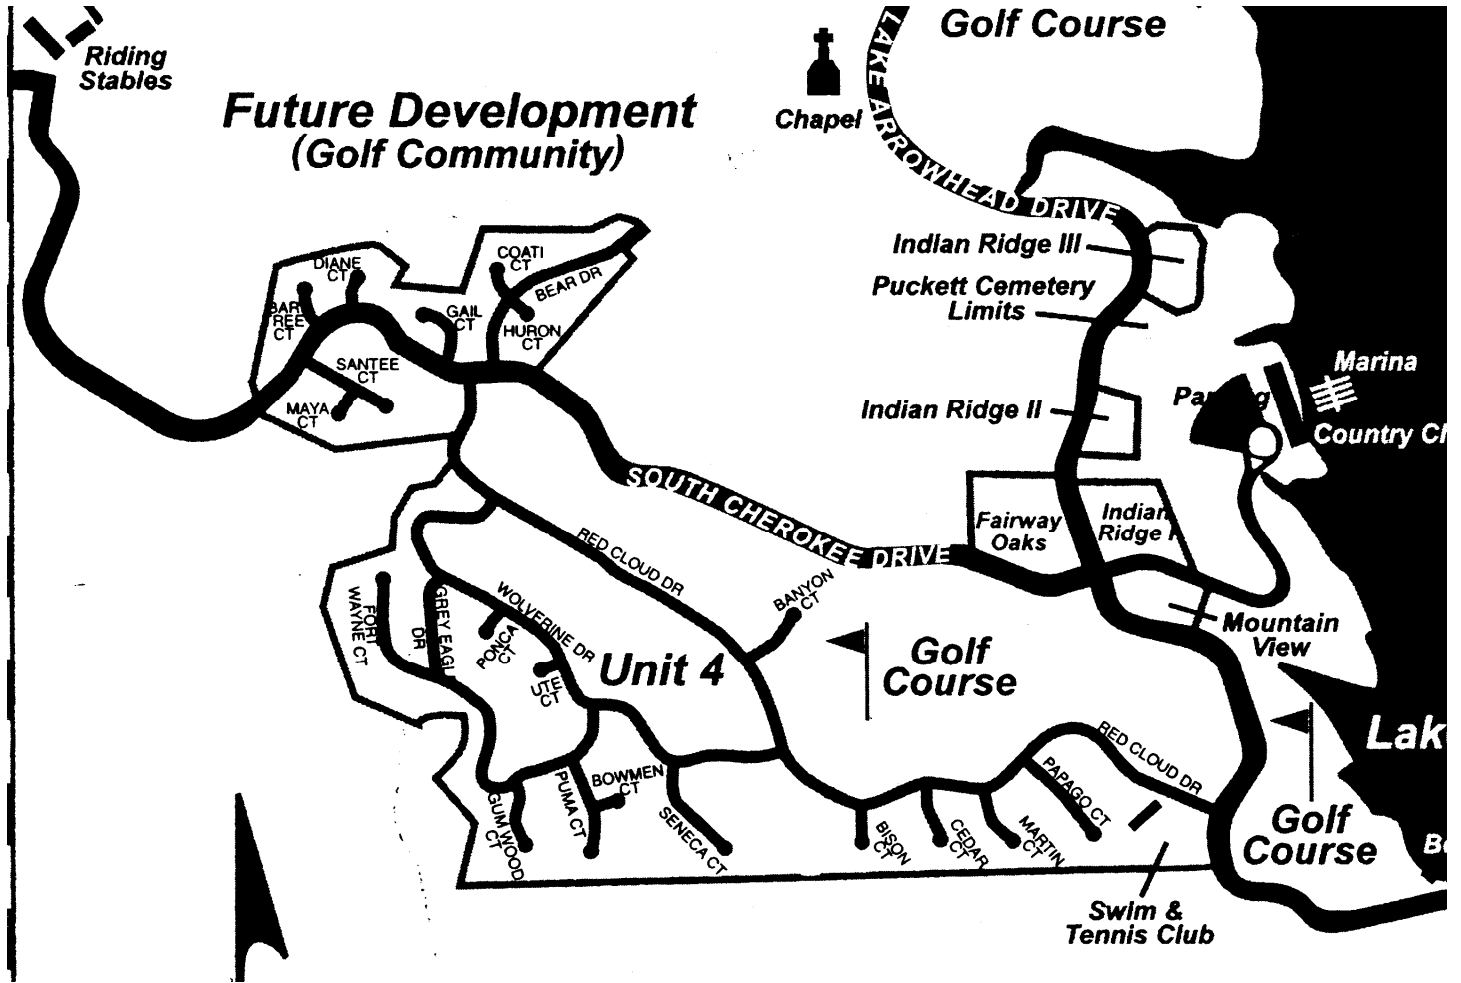 Golf Course
Riding
Stables
Future Development
(Golf Community)
Chapel
LAKE ARROWHEAD DRIVE
Indian Ridge III
Puckett Cemetery
Limits
COATI
CT
BEAR DR
DIANE
CT
GAIL
CT
HURON
CT
TREE
CT
SANTEE
CT
MAYA
CT
Marina
Indian Ridge II
Country
SOUTH CHEROKEE DRIVE
Fairway
Oaks
Indian
Ridge
RED CLOUD DR
BANYON
CT
FORT
WAYNE CT
GREY EAGL
DR
WOLVERINE DR
PONCA
CT
UTE
CT
Unit 4
Golf
Course
Mountain
View
Lak
RED CLOUD DR
BOWMEN
CT
PUMA CT
GUM WOOD
CT
SENECA CT
BISON
CT
CEDAR
CT
MARTIN
CT
PAPAGO CT
Golf
Course
Swim &
Tennis Club